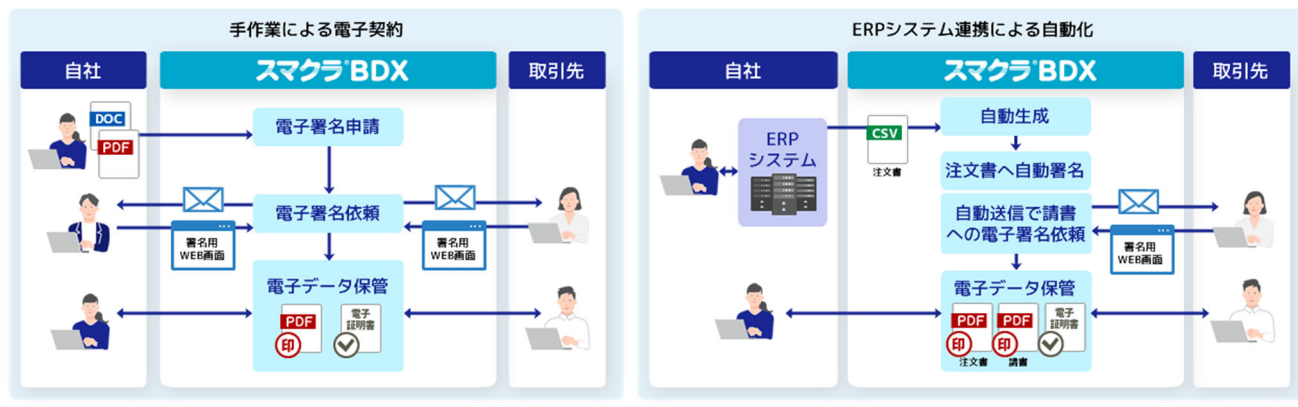 手作業による電子契約
自社
スマクラ®BDX
取引先
DOC
PDF
電子署名申請
電子署名依頼
署名用
WEB画面
署名用
WEB画面
電子データ保管
PDF
印
電子
証明書
ERPシステム連携による自動化
自社
スマクラ®BDX
取引先
ERP
システム
CSV
注文書
自動生成
注文書へ自動署名
自動送信で請書
への電子署名依頼
署名用
WEB画面
電子データ保管
PDF
印
注文書
PDF
印
請書
電子
証明書